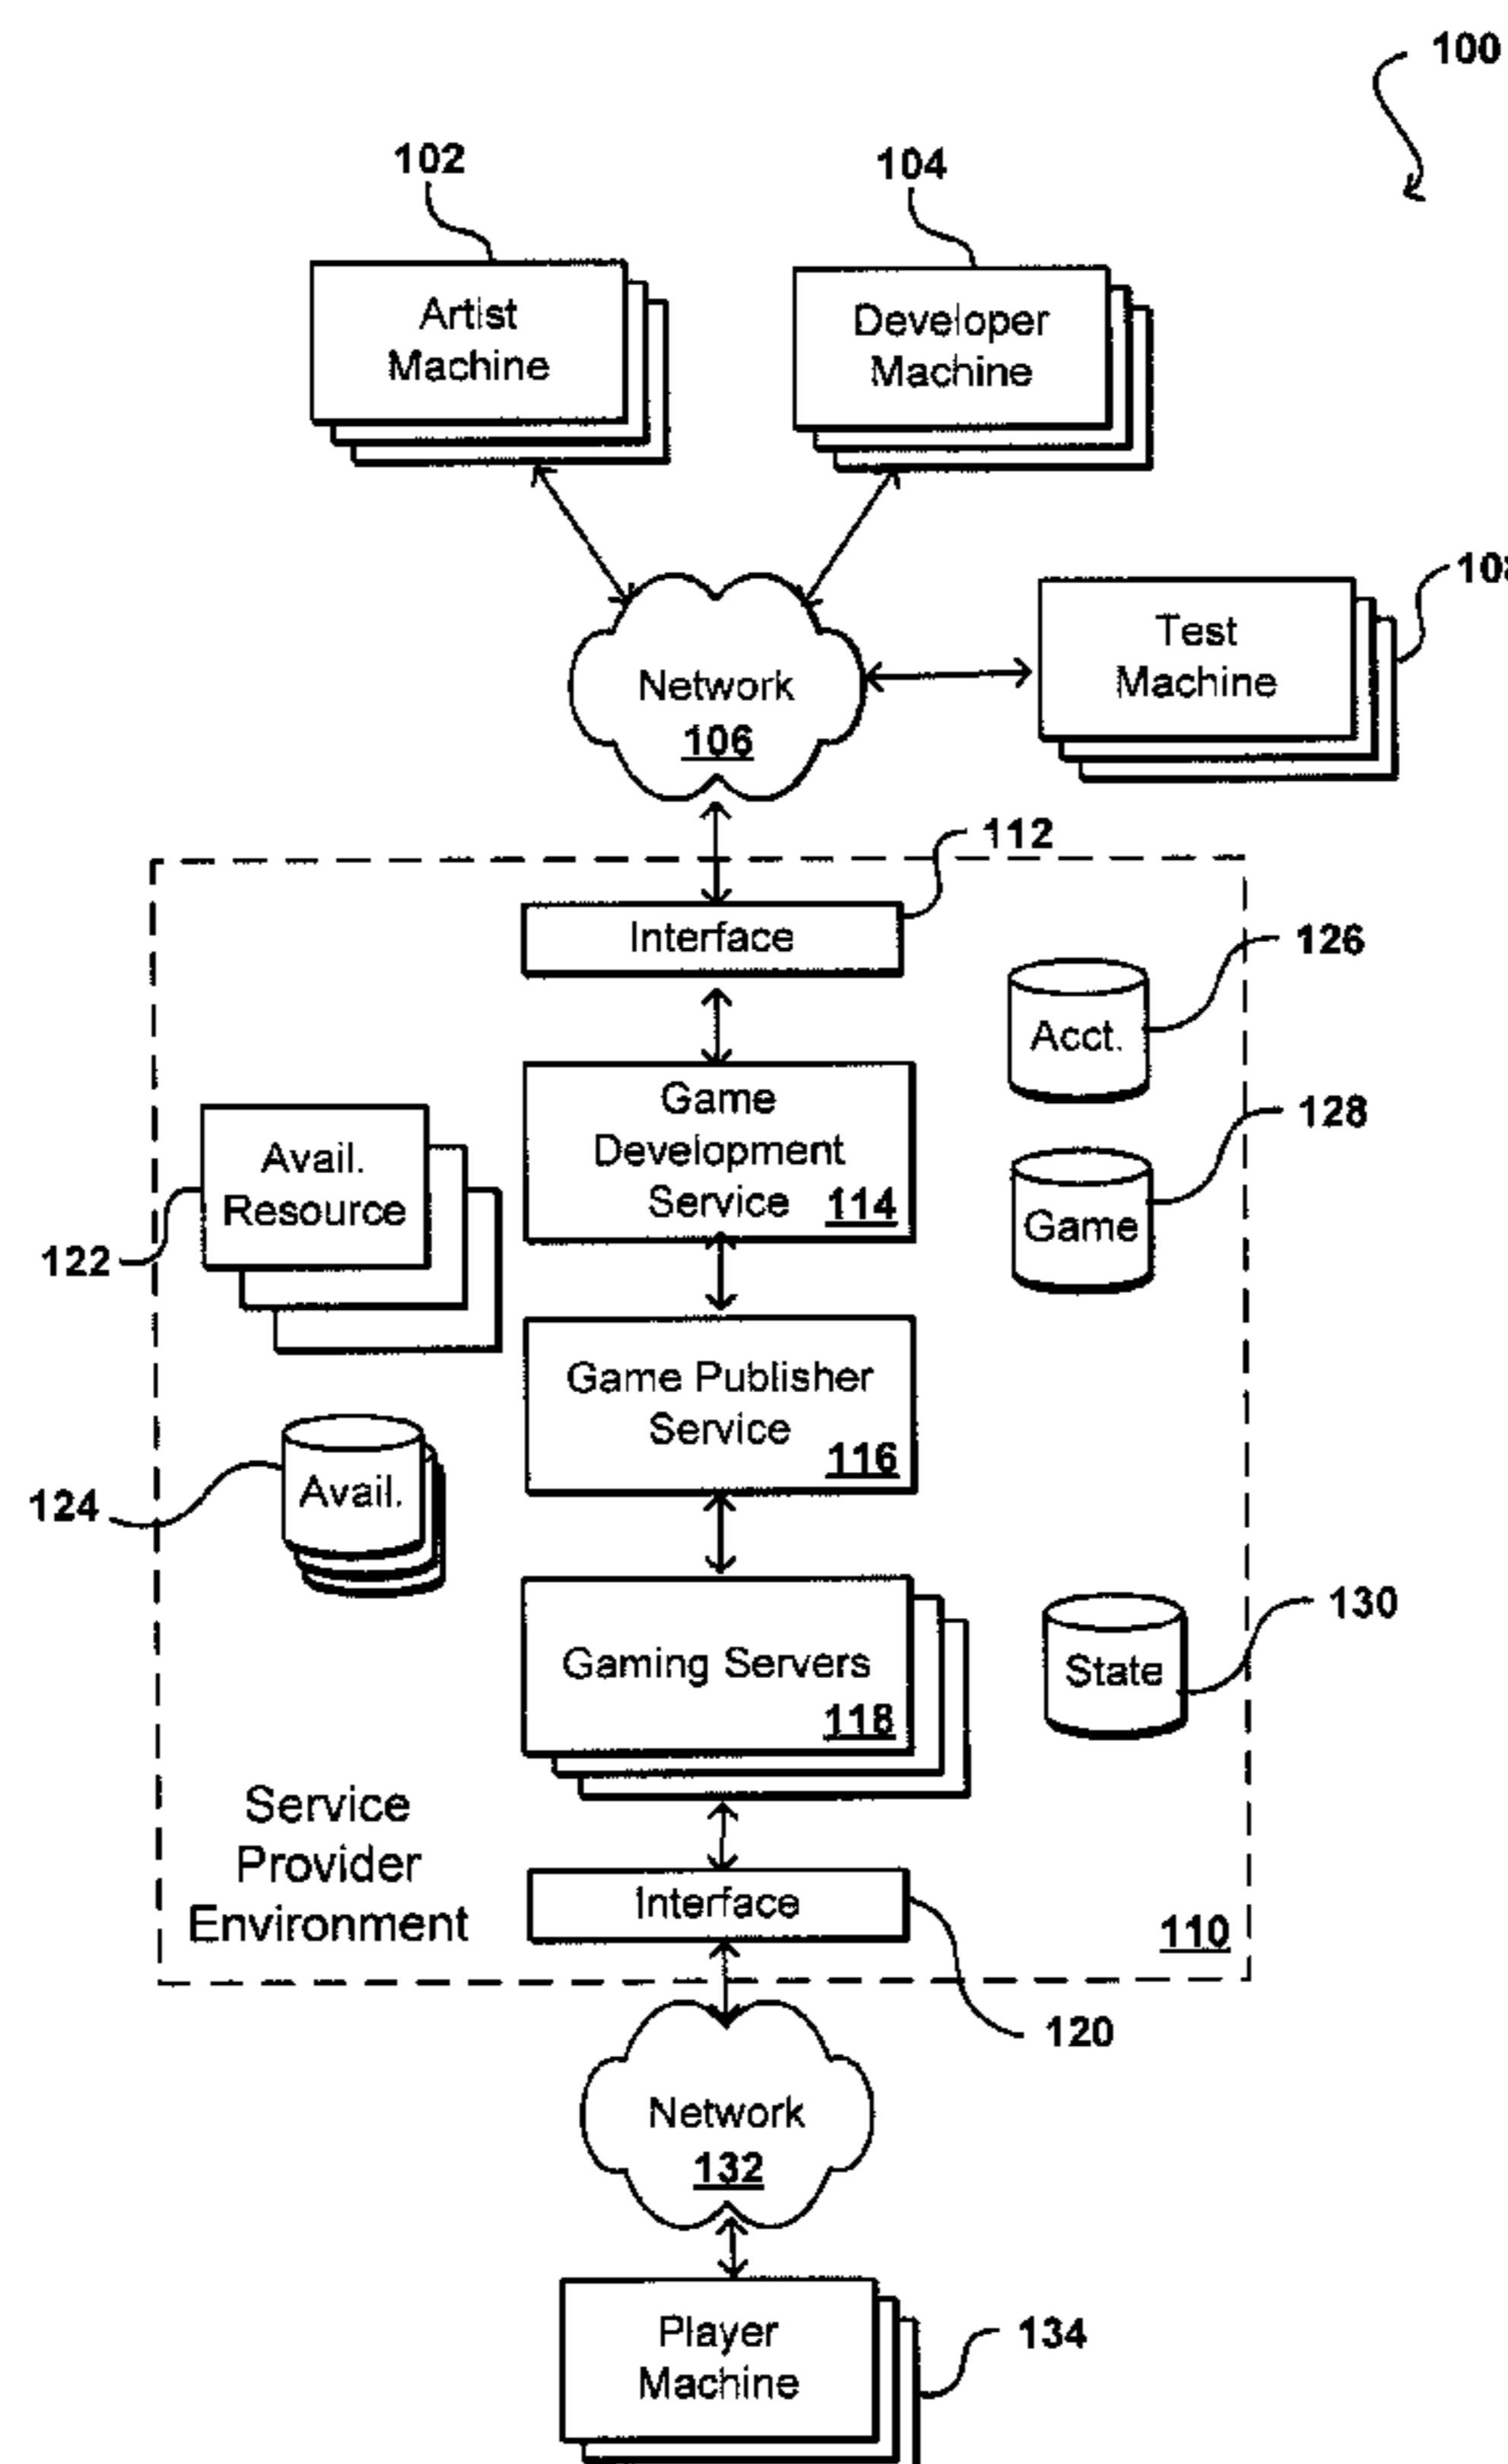 100
102
104
Artist
Machine
Developer
Machine
108
Test
Machine
Network
106
112
Interface
126
Acct.
Game
Development
Service 114
128
Game
Avail.
Resource
122
Game Publisher
Service
116
124
Avail.
Gaming Servers
118
130
State
Service
Provider
Environment
Interface
110
120
Network
132
Player
Machine
134